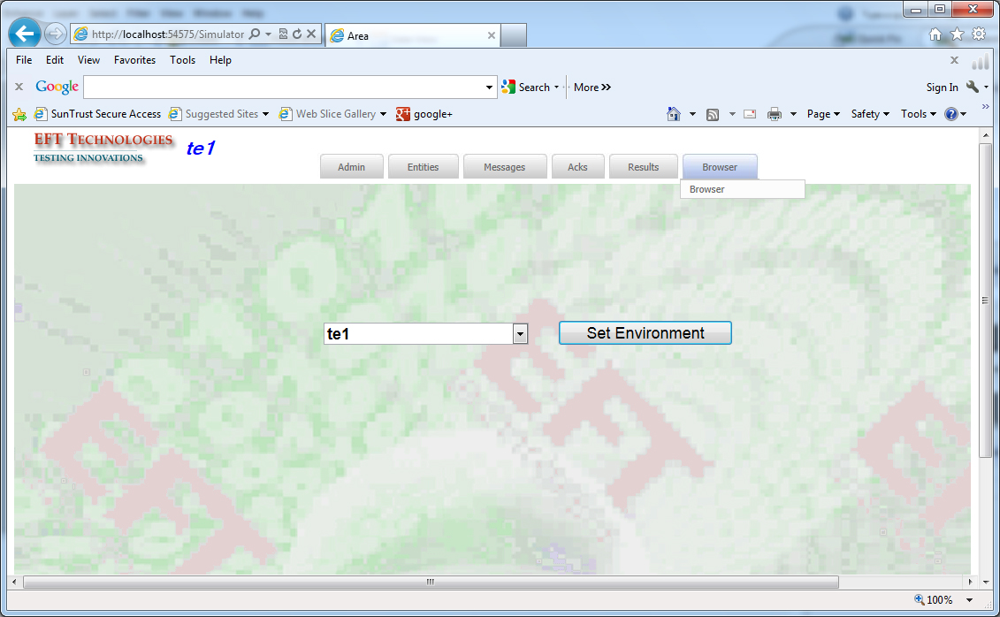 http://localhost:54575/Simulator
Area
File Edit View Favorites Tools Help
Google Search More »
Sign In
SunTrust Secure Access Suggested Sites Web Slice Gallery google+
Page Safety Tools
EFT TECHNOLOGIES
TESTING INNOVATIONS
te1
Admin Entities Messages Acks Results Browser
Browser
te1 Set Environment
EFT
EFT
E
100%